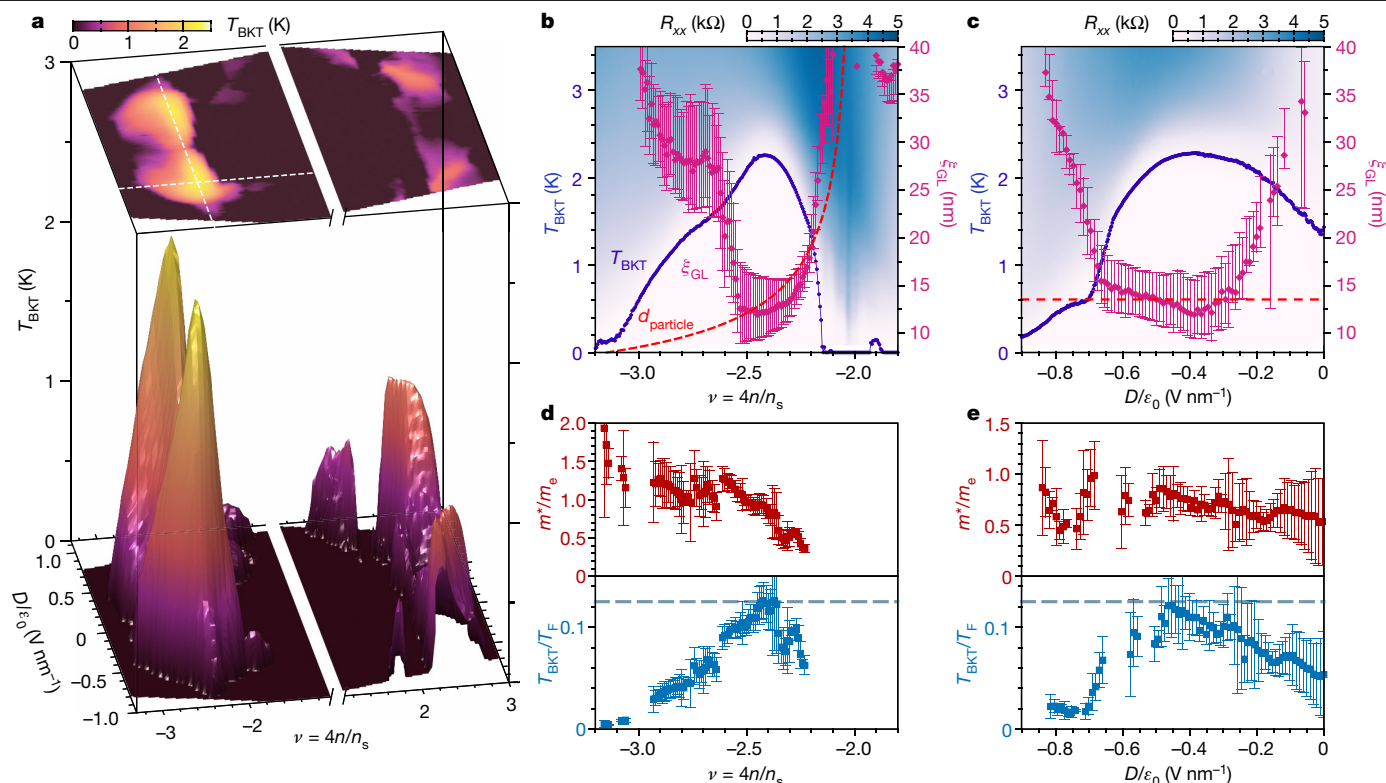 a
T_BKT (K)
0 1 2
3
2
1
0
T_BKT (K)
1.0
0.5
0
−0.5
−1.0
D/ε_0 (V nm⁻¹)
−3 −2 2 3
ν = 4n/n_s
b
R_xx (kΩ) 0 1 2 3 4 5
3
2
1
0
T_BKT (K)
T_BKT
ξ_GL
d_particle
40
35
30
25
20
15
10
ξ_GL (nm)
−3.0 −2.5 −2.0
ν = 4n/n_s
c
R_xx (kΩ) 0 1 2 3 4 5
3
2
1
0
T_BKT (K)
40
35
30
25
20
15
10
ξ_GL (nm)
−0.8 −0.6 −0.4 −0.2 0
D/ε_0 (V nm⁻¹)
d
2.0
1.5
1.0
0.5
0
m*/m_e
0.1
0
T_BKT/T_F
−3.0 −2.5 −2.0
ν = 4n/n_s
e
1.5
1.0
0.5
0
m*/m_e
0.1
0
T_BKT/T_F
−0.8 −0.6 −0.4 −0.2 0
D/ε_0 (V nm⁻¹)